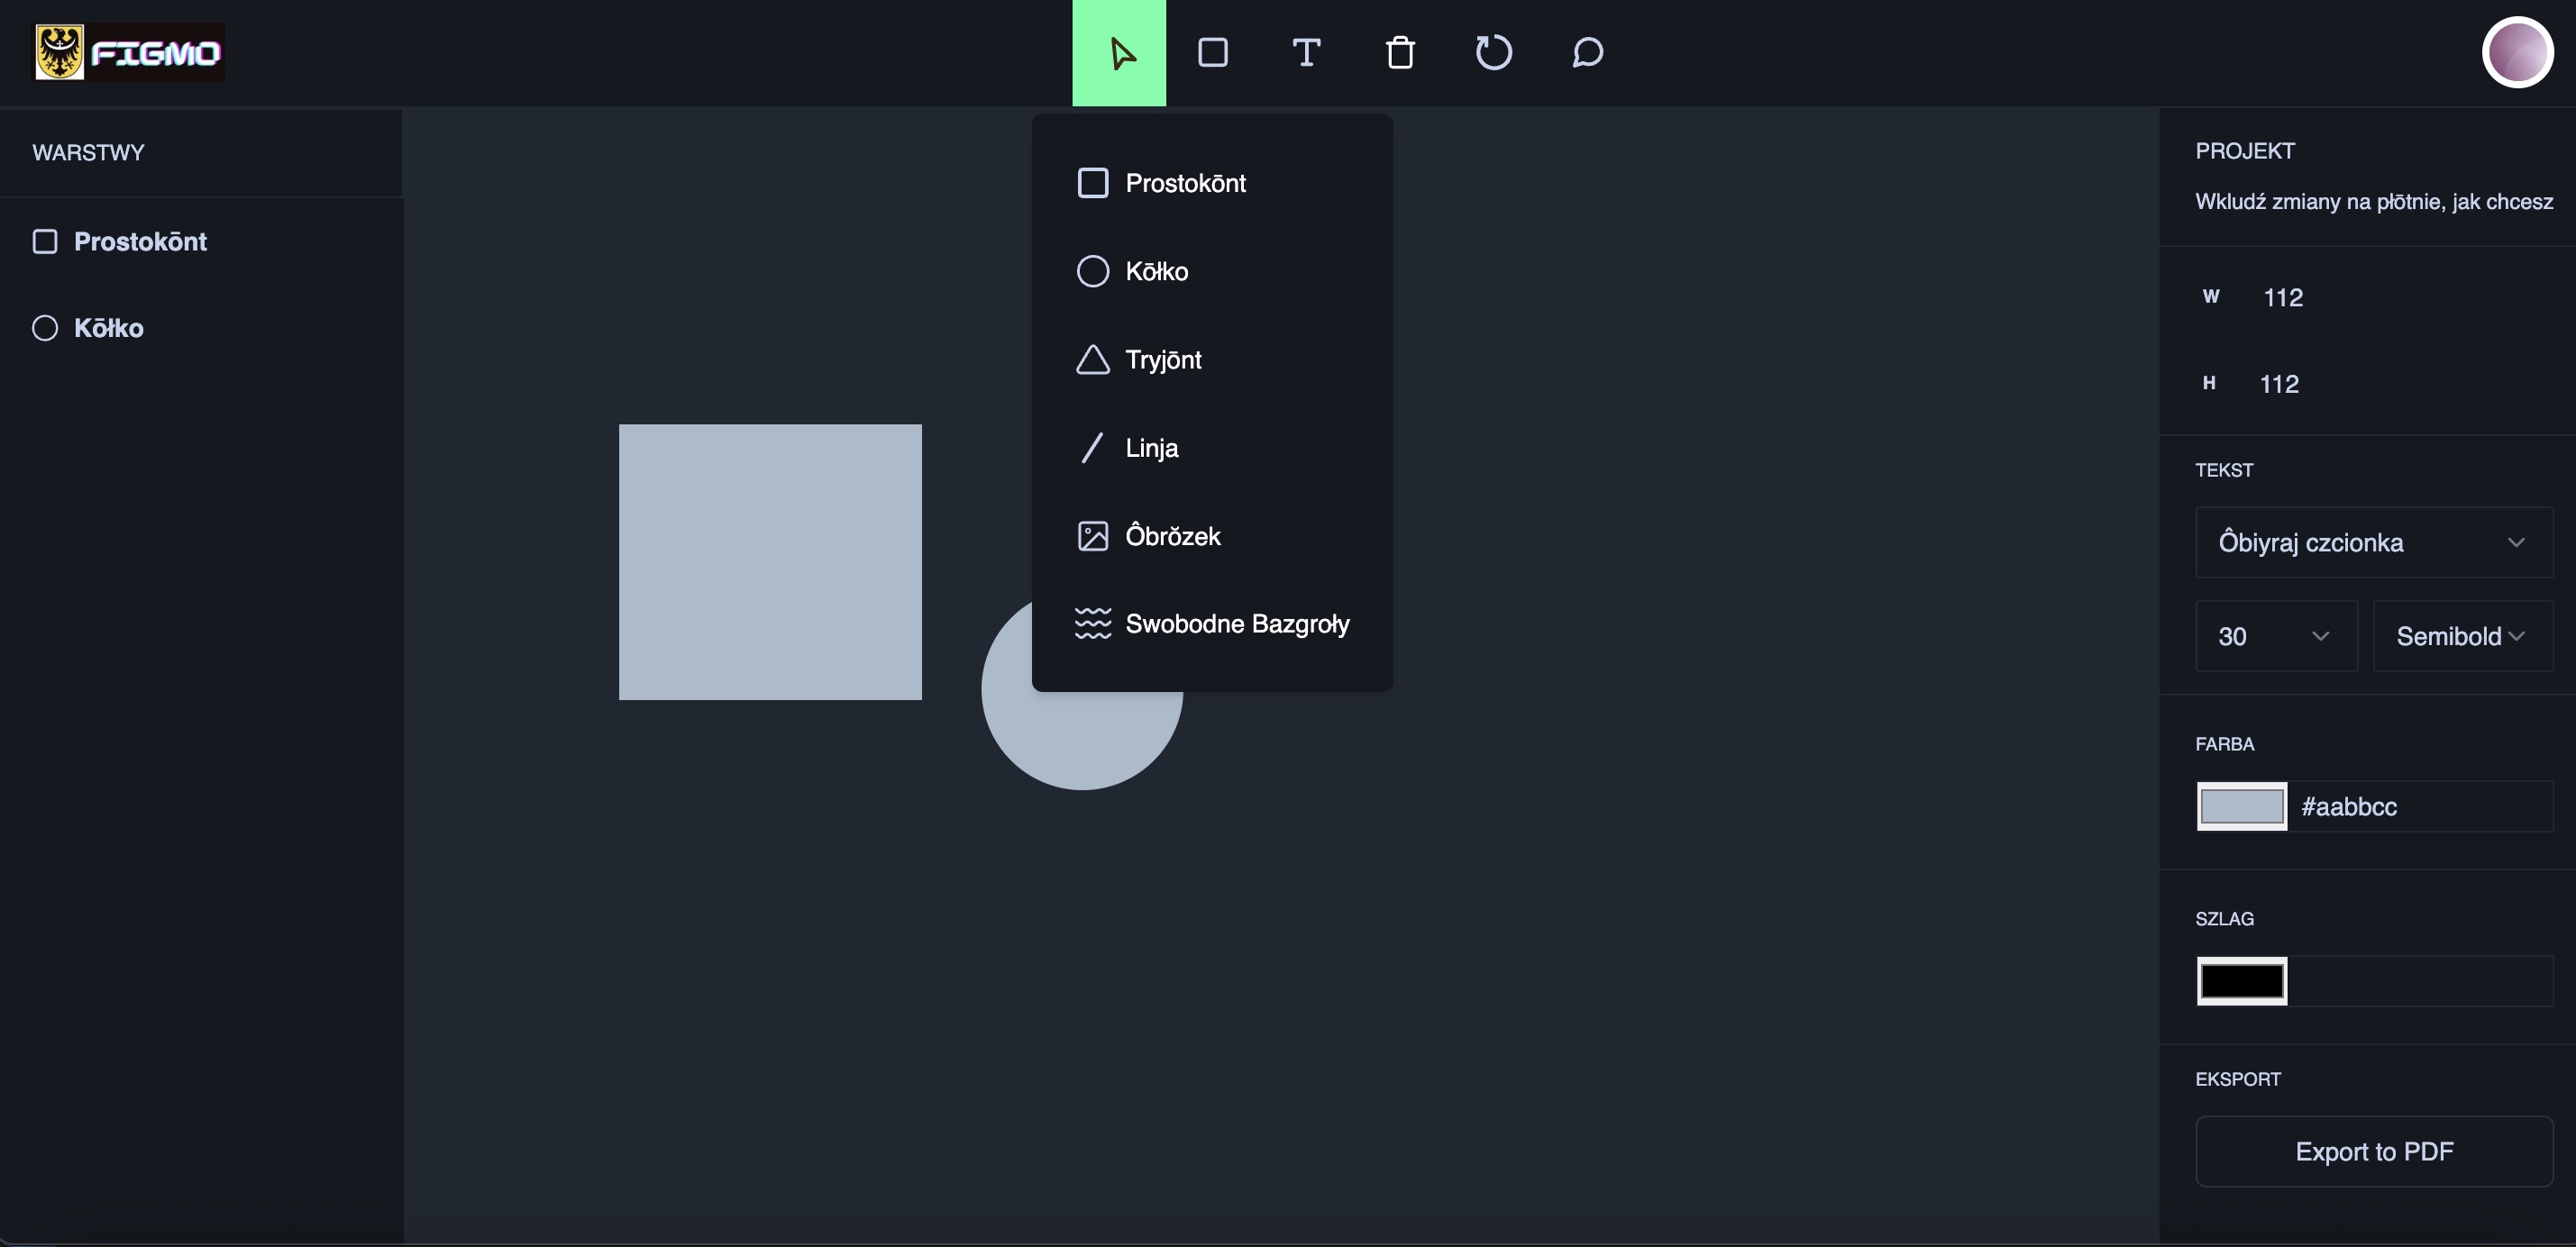 FIGMO
WARSTWY
Prostokōnt
Kōłko
Prostokōnt
Kōłko
Tryjōnt
Linja
Ôbrŏzek
Swobodne Bazgroły
PROJEKT
Wkludź zmiany na płōtnie, jak chcesz
W 112
H 112
TEKST
Ôbiyraj czcionka
30 Semibold
FARBA
#aabbcc
SZLAG
EKSPORT
Export to PDF